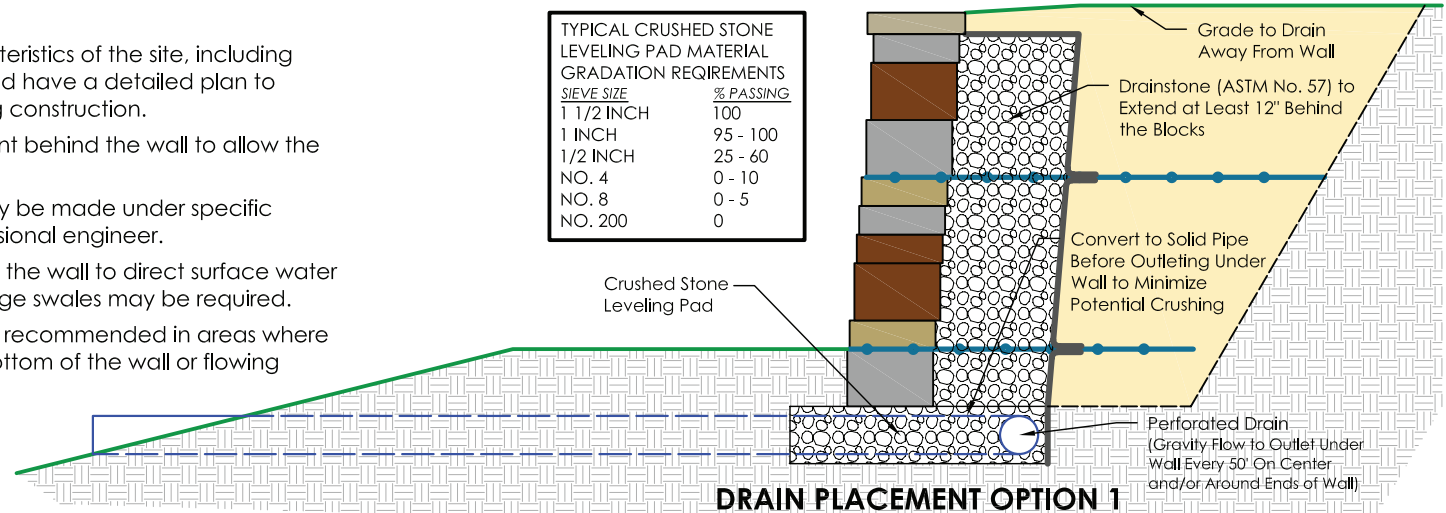 teristics of the site, including
d have a detailed plan to
g construction.
nt behind the wall to allow the
y be made under specific
sional engineer.
the wall to direct surface water
ge swales may be required.
recommended in areas where
ottom of the wall or flowing
TYPICAL CRUSHED STONE
LEVELING PAD MATERIAL
GRADATION REQIREMENTS
SIEVE SIZE % PASSING
1 1/2 INCH 100
1 INCH 95 - 100
1/2 INCH 25 - 60
NO. 4 0 - 10
NO. 8 0 - 5
NO. 200 0
Crushed Stone
Leveling Pad
Grade to Drain
Away From Wall
Drainstone (ASTM No. 57) to
Extend at Least 12" Behind
the Blocks
Convert to Solid Pipe
Before Outleting Under
Wall to Minimize
Potential Crushing
Perforated Drain
(Gravity Flow to Outlet Under
Wall Every 50' On Center
and/or Around Ends of Wall)
DRAIN PLACEMENT OPTION 1